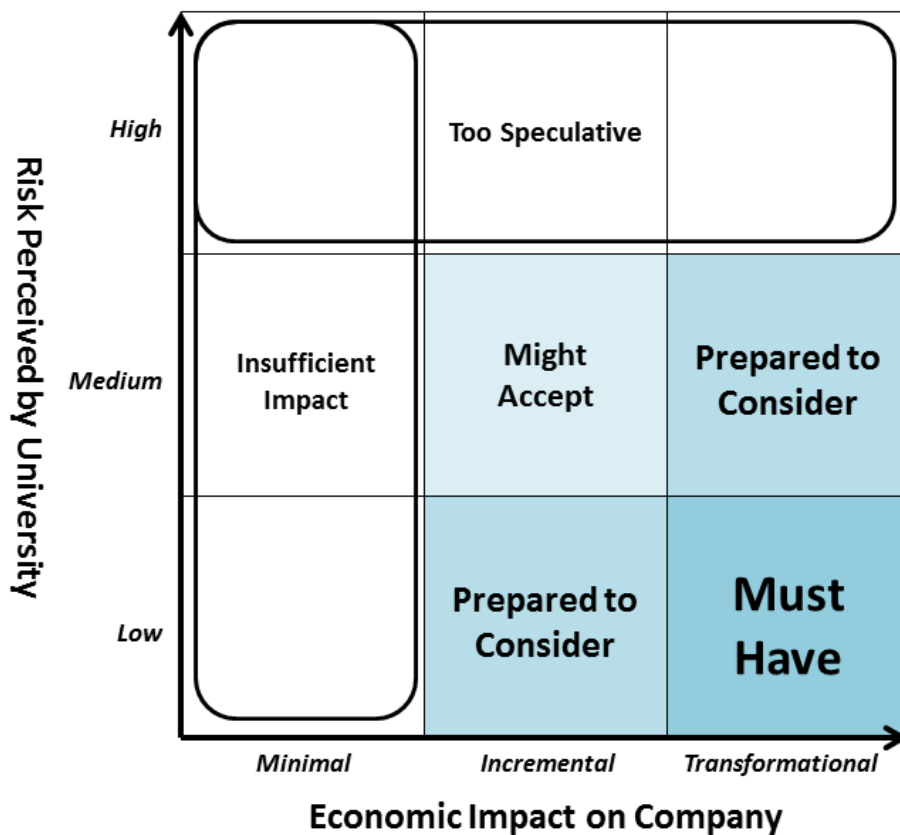 Risk Perceived by University
High
Too Speculative
Medium
Insufficient
Impact
Might
Accept
Prepared to
Consider
Low
Prepared to
Consider
Must
Have
Minimal
Incremental
Transformational
Economic Impact on Company